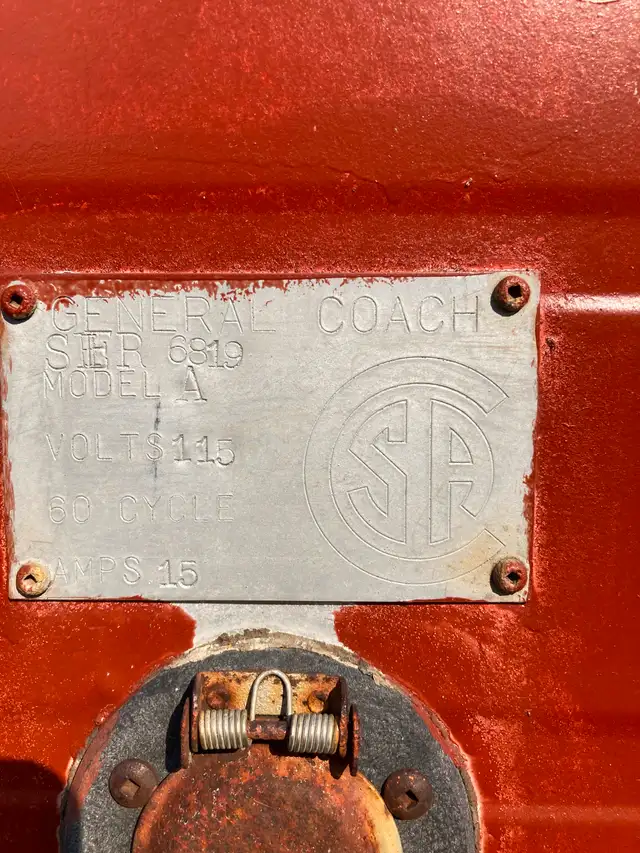 GENERAL COACH
SER 6819
MODEL A
VOLTS 115
60 CYCLE
AMPS 15
CSA